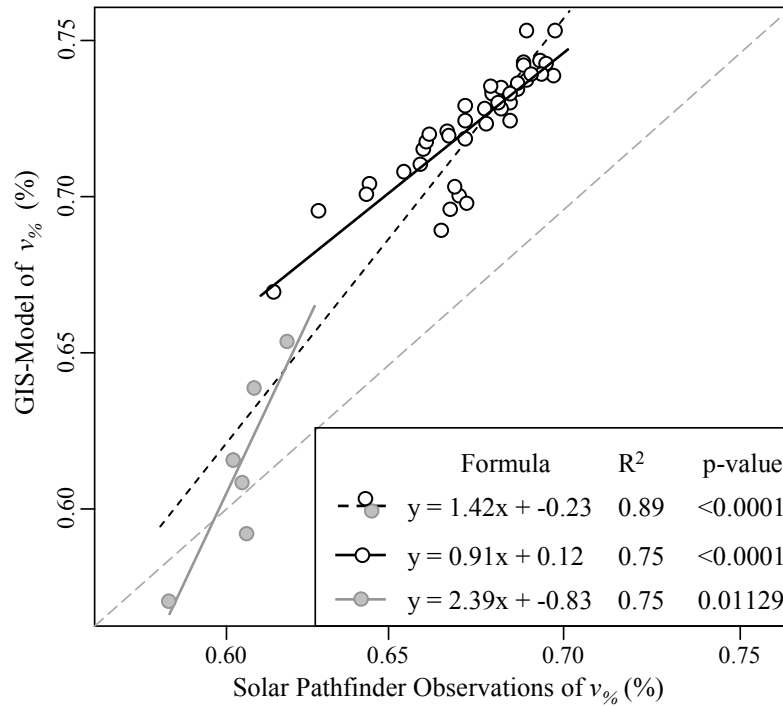 0.75
0.70
0.65
0.60
GIS-Model of v% (%)
Formula R² p-value
y = 1.42x + -0.23 0.89 <0.0001
y = 0.91x + 0.12 0.75 <0.0001
y = 2.39x + -0.83 0.75 0.01129
0.60 0.65 0.70 0.75
Solar Pathfinder Observations of v% (%)